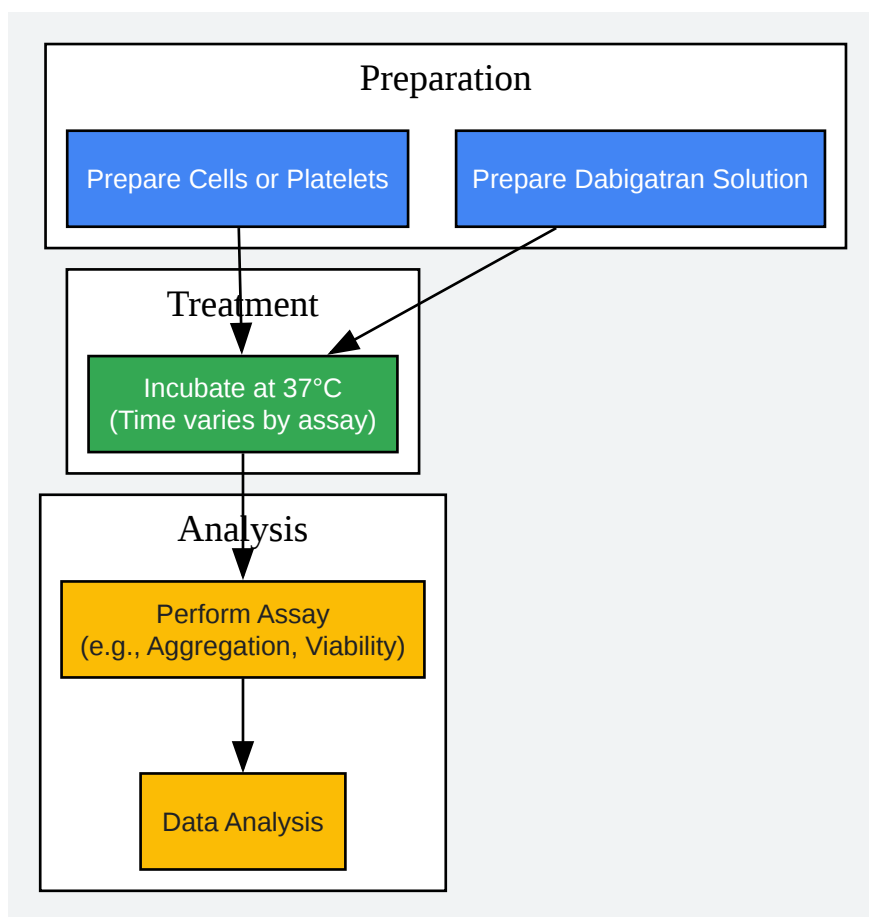 Preparation
Prepare Cells or Platelets
Prepare Dabigatran Solution
Treatment
Incubate at 37°C
(Time varies by assay)
Analysis
Perform Assay
(e.g., Aggregation, Viability)
Data Analysis